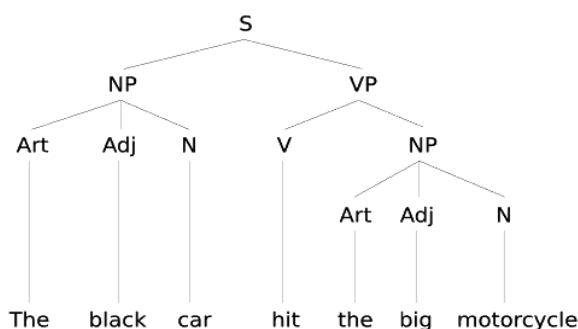 S
NP VP
Art Adj N V NP
Art Adj N
The black car hit the big motorcycle